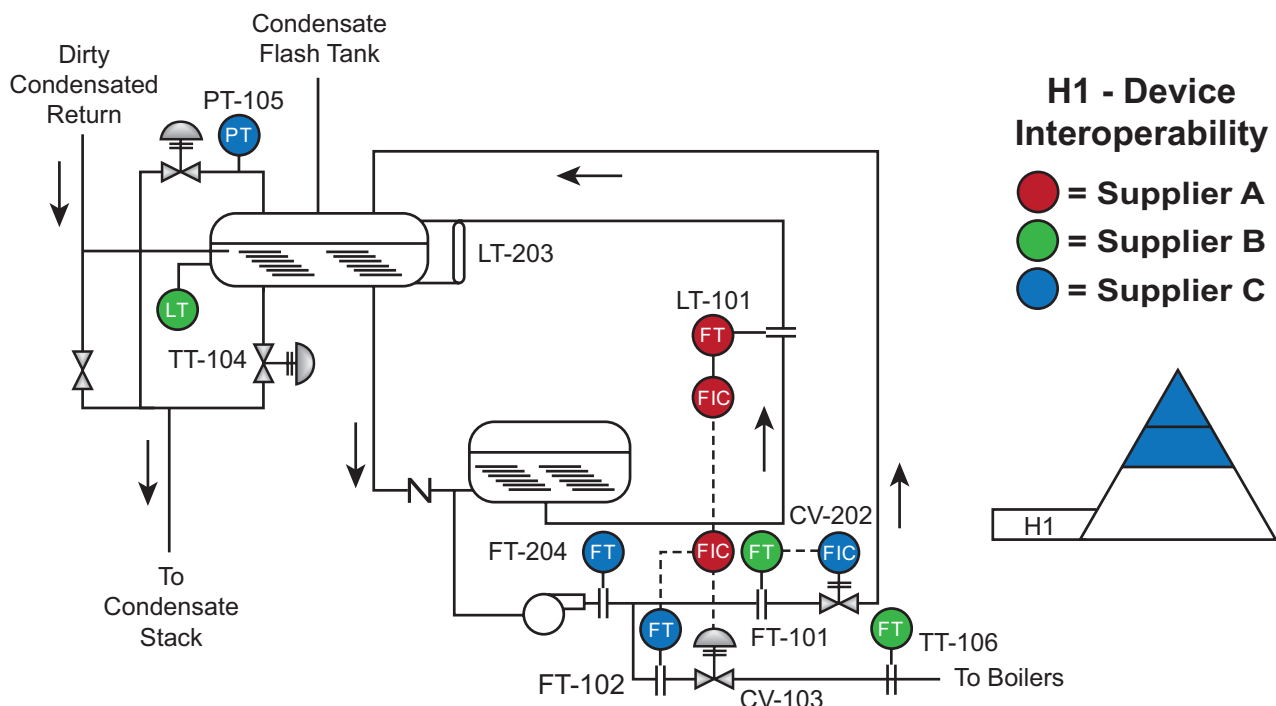 Condensate
Flash Tank
Dirty
Condensated
Return
PT-105
PT
H1 - Device
Interoperability
= Supplier A
= Supplier B
= Supplier C
LT-203
LT
LT-101
FT
TT-104
FIC
CV-202
H1
FT-204
FT
FIC
FT
FIC
To
Condensate
Stack
FT
FT-101
FT
TT-106
FT-102
CV-103
To Boilers